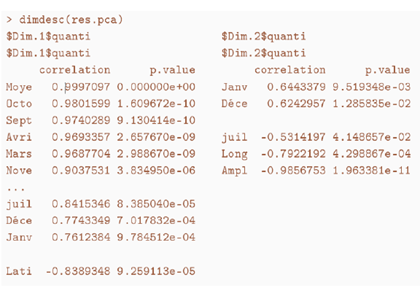 > dimdesc(res.pca)
$Dim.1$quanti $Dim.2$quanti
$Dim.1$quanti $Dim.2$quanti
correlation p.value correlation p.value
Moye 0.9997097 0.000000e+00 Janv 0.6443379 9.519348e-03
Octo 0.9801599 1.609672e-10 Déce 0.6242957 1.285835e-02
Sept 0.9740289 9.130414e-10
Avri 0.9693357 2.657670e-09 juil -0.5314197 4.148657e-02
Mars 0.9687704 2.988670e-09 Long -0.7922192 4.298867e-04
Nove 0.9037531 3.834950e-06 Ampl -0.9856753 1.963381e-11
...
juil 0.8415346 8.385040e-05
Déce 0.7743349 7.017832e-04
Janv 0.7612384 9.784512e-04
Lati -0.8389348 9.259113e-05